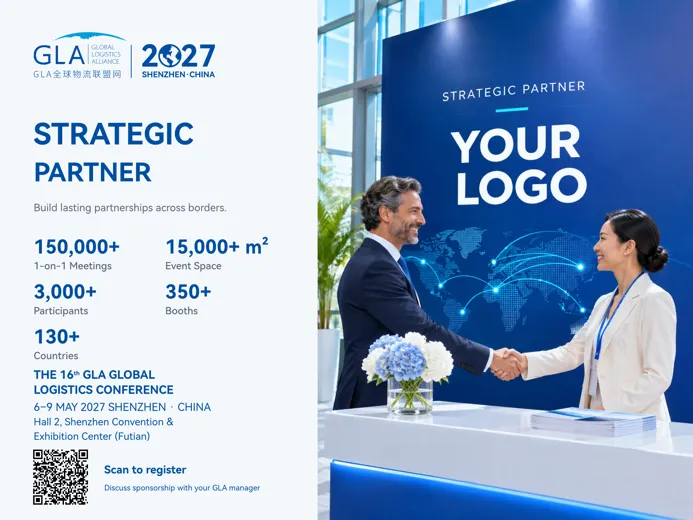 GLA
GLOBAL
LOGISTICS
ALLIANCE
GLA全球物流联盟网
2027
SHENZHEN·CHINA
STRATEGIC
PARTNER
Build lasting partnerships across borders.
150,000+
1-on-1 Meetings
15,000+ m²
Event Space
3,000+
Participants
350+
Booths
130+
Countries
THE 16th GLA GLOBAL
LOGISTICS CONFERENCE
6–9 MAY 2027 SHENZHEN · CHINA
Hall 2, Shenzhen Convention &
Exhibition Center (Futian)
Scan to register
Discuss sponsorship with your GLA manager
STRATEGIC PARTNER
YOUR
LOGO